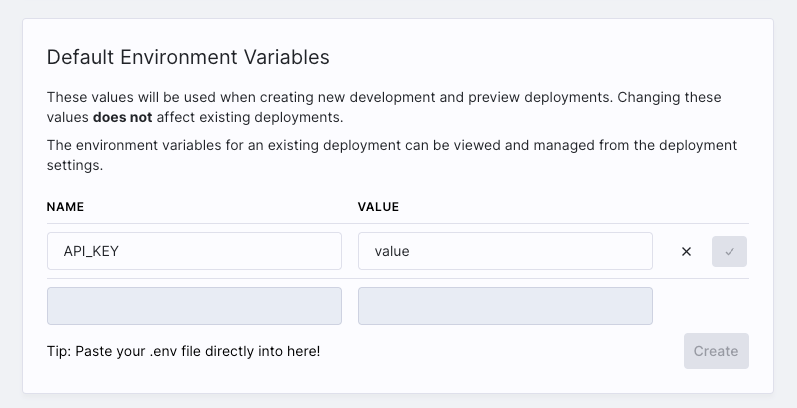 Default Environment Variables
These values will be used when creating new development and preview deployments. Changing these
values does not affect existing deployments.
The environment variables for an existing deployment can be viewed and managed from the deployment
settings.
NAME VALUE
API_KEY value
Tip: Paste your .env file directly into here! Create